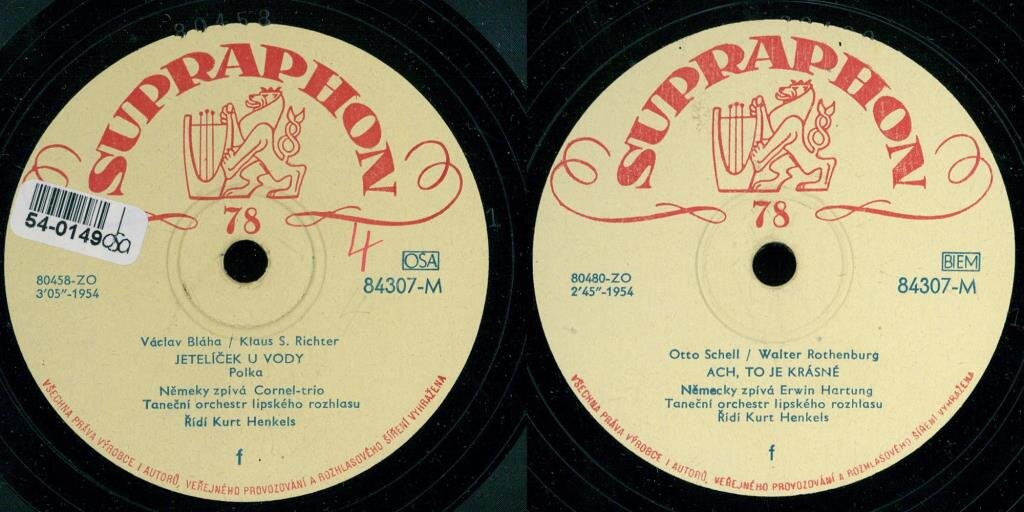 80458
SUPRAPHON
78
54-0149
osa
4
OSA
80458-ZO
3'05"-1954
84307-M
Václav Bláha / Klaus S. Richter
JETELÍČEK U VODY
Polka
Německy zpívá Cornel-trio
Taneční orchestr lipského rozhlasu
Řídí Kurt Henkels
f
VŠECHNA PRÁVA VÝROBCE I AUTORŮ, VEŘEJNÉHO PROVOZOVÁNÍ A ROZHLASOVÉHO ŠÍŘENÍ VYHRAŽENA
SUPRAPHON
78
BIEM
80480-ZO
2'45"-1954
84307-M
Otto Schell / Walter Rothenburg
ACH, TO JE KRÁSNÉ
Německy zpívá Erwin Hartung
Taneční orchestr lipského rozhlasu
Řídí Kurt Henkels
f
VŠECHNA PRÁVA VÝROBCE I AUTORŮ, VEŘEJNÉHO PROVOZOVÁNÍ A ROZHLASOVÉHO ŠÍŘENÍ VYHRAŽENA